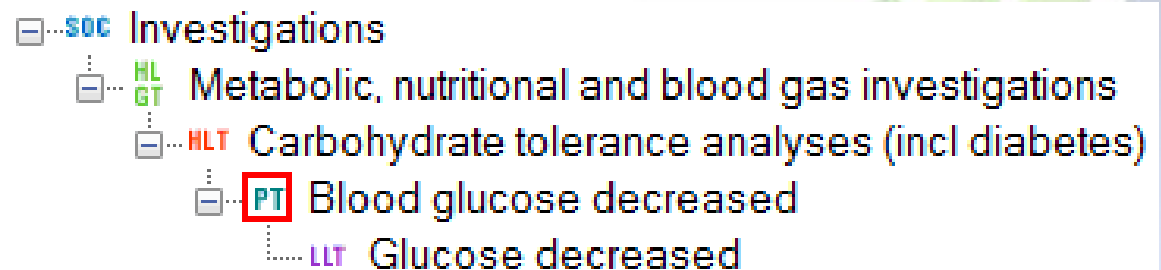 SOC Investigations
HL GT Metabolic, nutritional and blood gas investigations
HLT Carbohydrate tolerance analyses (incl diabetes)
PT Blood glucose decreased
LLT Glucose decreased